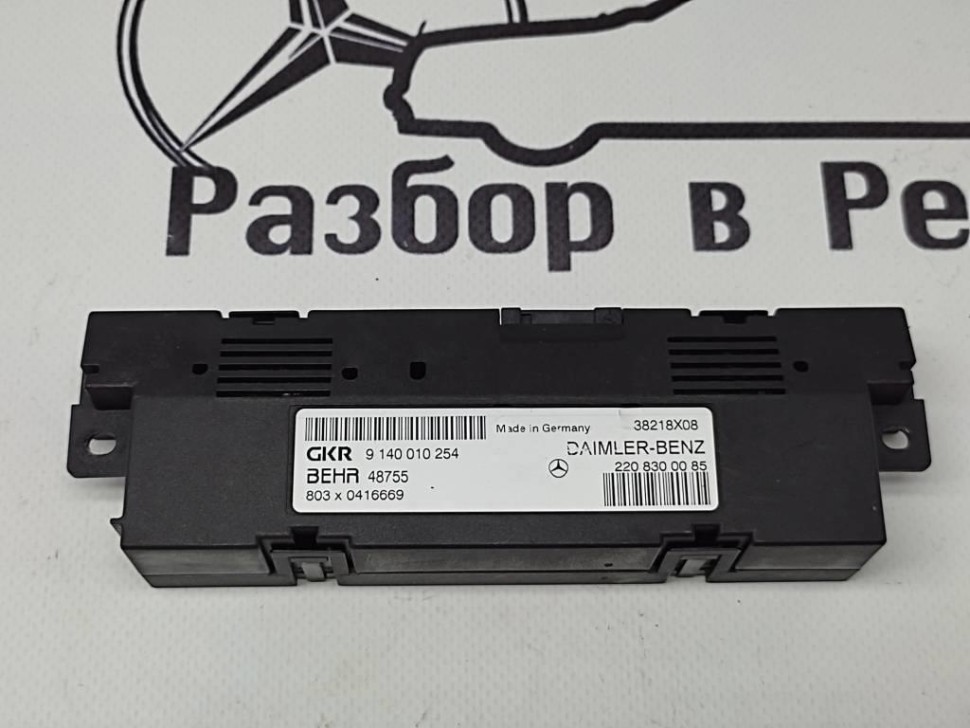 Разбор в Ре
Made in Germany 38218X08
GKR 9 140 010 254 DAIMLER-BENZ
BEHR 48755 220 830 00 85
803 x 0416669